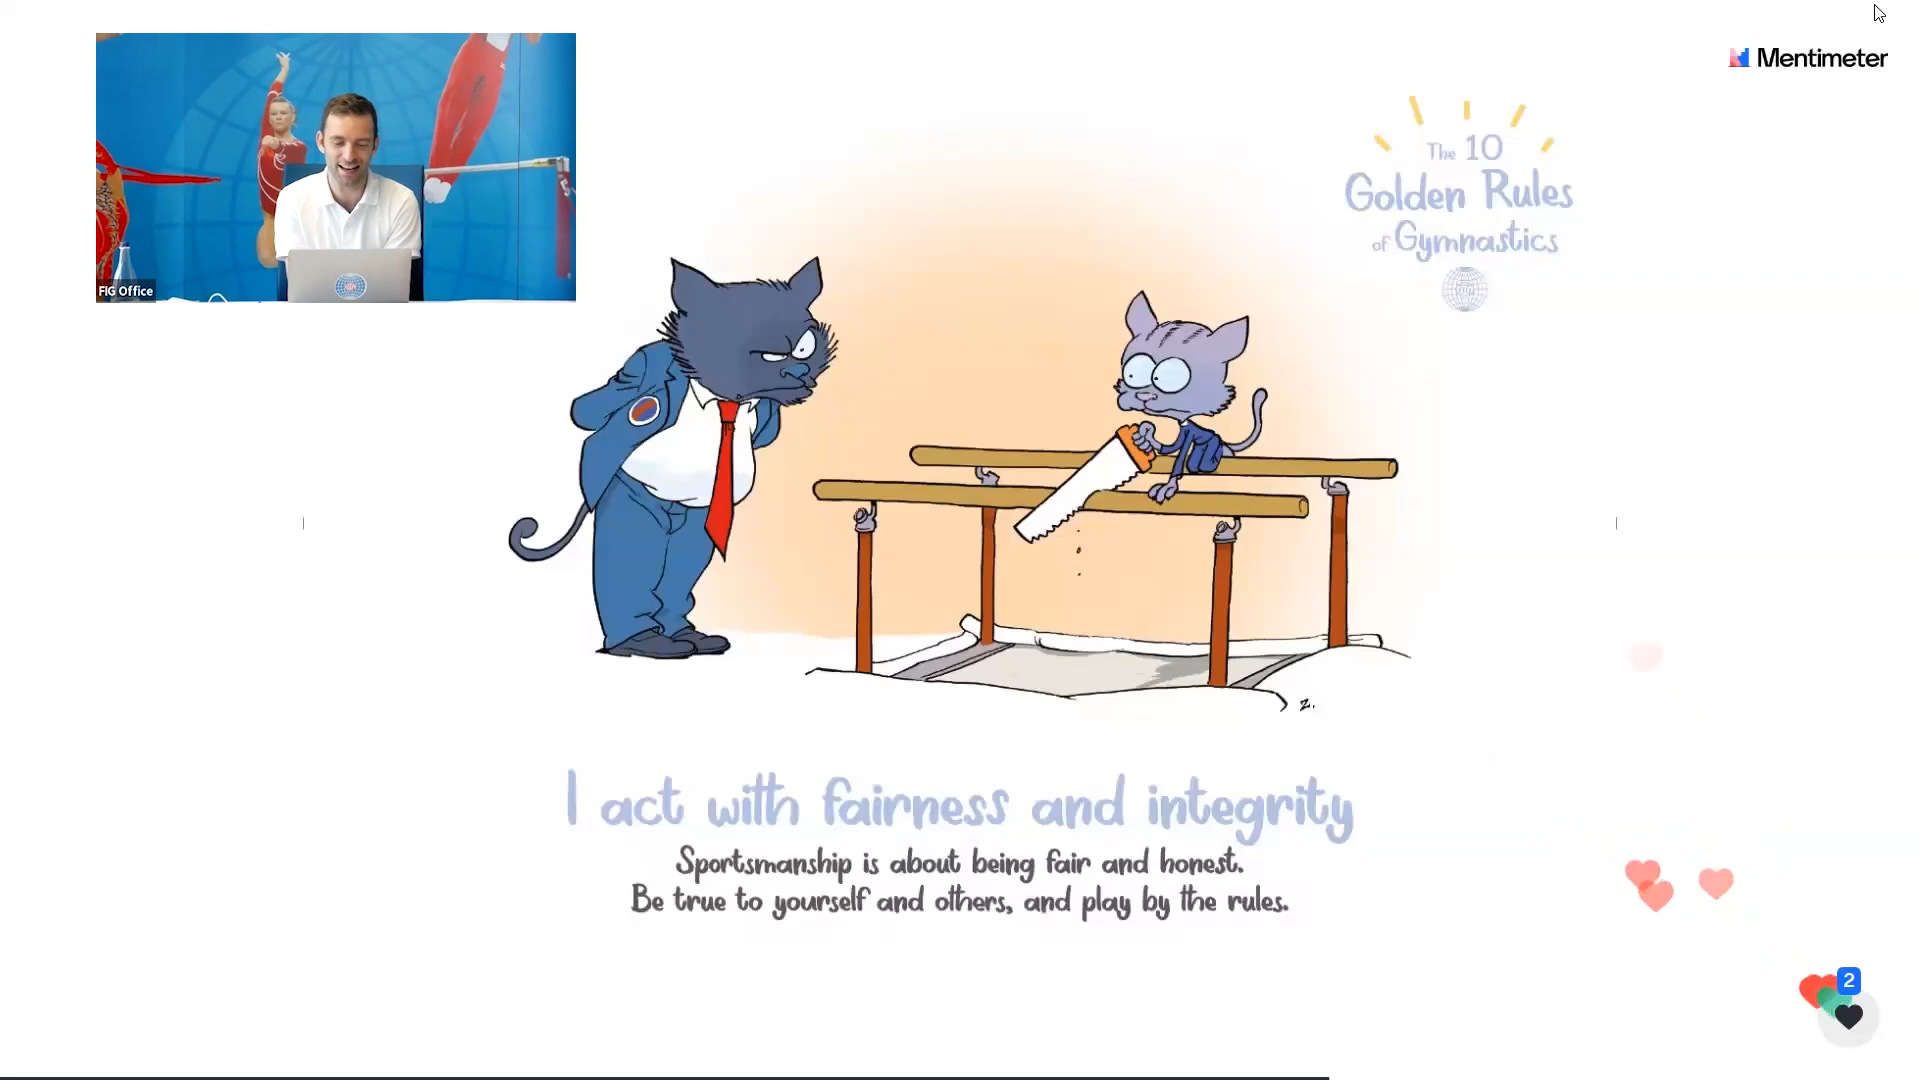 Mentimeter
FIG Office
The 10
Golden Rules
of Gymnastics
z.
I act with fairness and integrity
Sportsmanship is about being fair and honest.
Be true to yourself and others, and play by the rules.
2